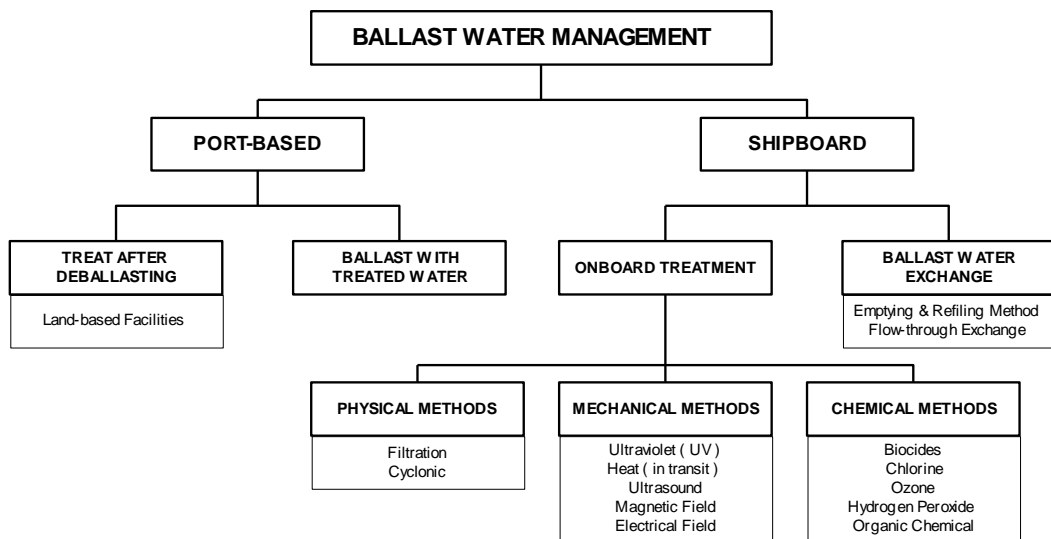 BALLAST WATER MANAGEMENT
PORT-BASED
SHIPBOARD
TREAT AFTER
DEBALLASTING
Land-based Facilities
BALLAST WITH
TREATED WATER
ONBOARD TREATMENT
BALLAST WATER
EXCHANGE
Emptying & Refiling Method
Flow-through Exchange
PHYSICAL METHODS
Filtration
Cyclonic
MECHANICAL METHODS
Ultraviolet ( UV )
Heat ( in transit )
Ultrasound
Magnetic Field
Electrical Field
CHEMICAL METHODS
Biocides
Chlorine
Ozone
Hydrogen Peroxide
Organic Chemical